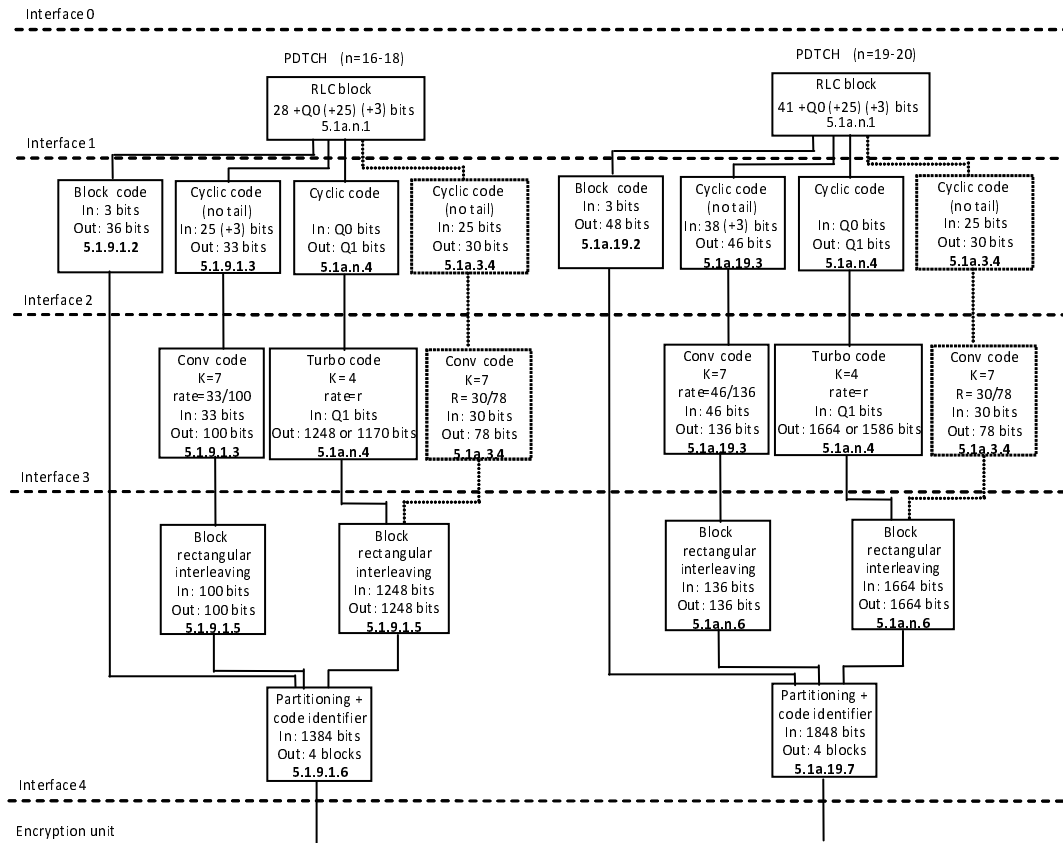 Interface 0
PDTCH (n=16-18)
RLC block
28 +Q0 (+25) (+3) bits
5.1a.n.1
PDTCH (n=19-20)
RLC block
41 +Q0 (+25) (+3) bits
5.1a.n.1
Interface 1
Block code
In: 3 bits
Out: 36 bits
5.1.9.1.2
Cyclic code
(no tail)
In: 25 (+3) bits
Out: 33 bits
5.1.9.1.3
Cyclic code
In: Q0 bits
Out: Q1 bits
5.1a.n.4
Cyclic code
(no tail)
In: 25 bits
Out: 30 bits
5.1a.3.4
Block code
In: 3 bits
Out: 48 bits
5.1a.19.2
Cyclic code
(no tail)
In: 38 (+3) bits
Out: 46 bits
5.1a.19.3
Cyclic code
In: Q0 bits
Out: Q1 bits
5.1a.n.4
Cyclic code
(no tail)
In: 25 bits
Out: 30 bits
5.1a.3.4
Interface 2
Conv code
K=7
rate=33/100
In: 33 bits
Out: 100 bits
5.1.9.1.3
Turbo code
K=4
rate=r
In: Q1 bits
Out: 1248 or 1170 bits
5.1a.n.4
Conv code
K=7
R= 30/78
In: 30 bits
Out: 78 bits
5.1a.3.4
Conv code
K=7
rate=46/136
In: 46 bits
Out: 136 bits
5.1a.19.3
Turbo code
K=4
rate=r
In: Q1 bits
Out: 1664 or 1586 bits
5.1a.n.4
Conv code
K=7
R= 30/78
In: 30 bits
Out: 78 bits
5.1a.3.4
Interface 3
Block
rectangular
interleaving
In: 100 bits
Out: 100 bits
5.1.9.1.5
Block
rectangular
interleaving
In: 1248 bits
Out: 1248 bits
5.1.9.1.5
Block
rectangular
interleaving
In: 136 bits
Out: 136 bits
5.1a.n.6
Block
rectangular
interleaving
In: 1664 bits
Out: 1664 bits
5.1a.n.6
Partitioning +
code identifier
In: 1384 bits
Out: 4 blocks
5.1.9.1.6
Partitioning +
code identifier
In: 1848 bits
Out: 4 blocks
5.1a.19.7
Interface 4
Encryption unit